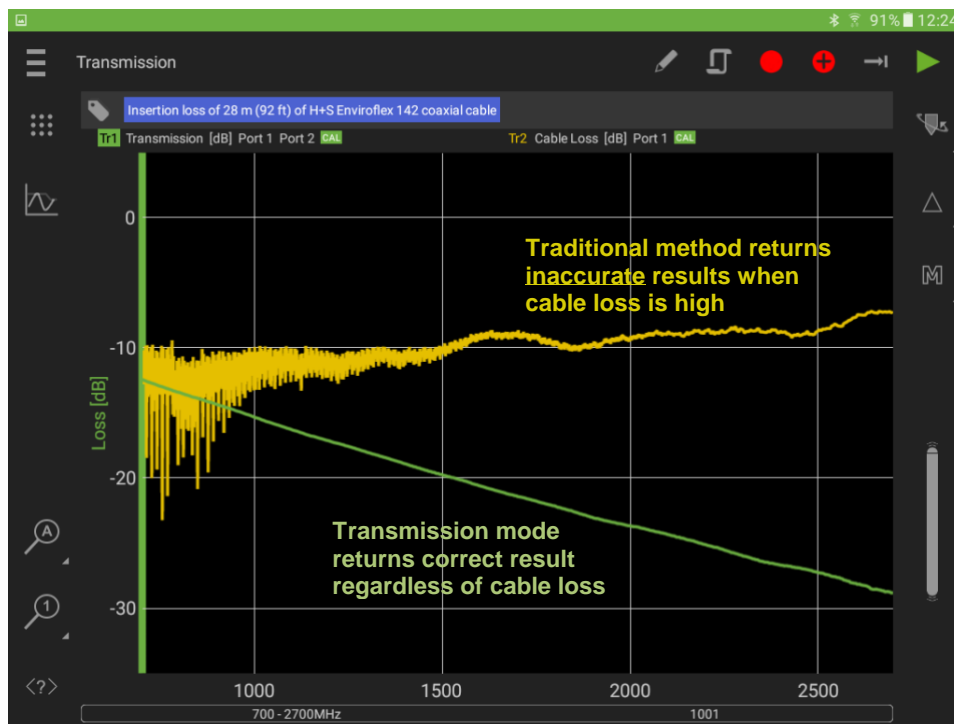 91% 12:24
Transmission
Insertion loss of 28 m (92 ft) of H+S Enviroflex 142 coaxial cable
Tr1 Transmission [dB] Port 1 Port 2 CAL
Tr2 Cable Loss [dB] Port 1 CAL
0
Traditional method returns
inaccurate results when
cable loss is high
M
-10
Loss [dB]
-20
A
Transmission mode
returns correct result
regardless of cable loss
1
-30
<?>
1000 1500 2000 2500
700 - 2700MHz 1001